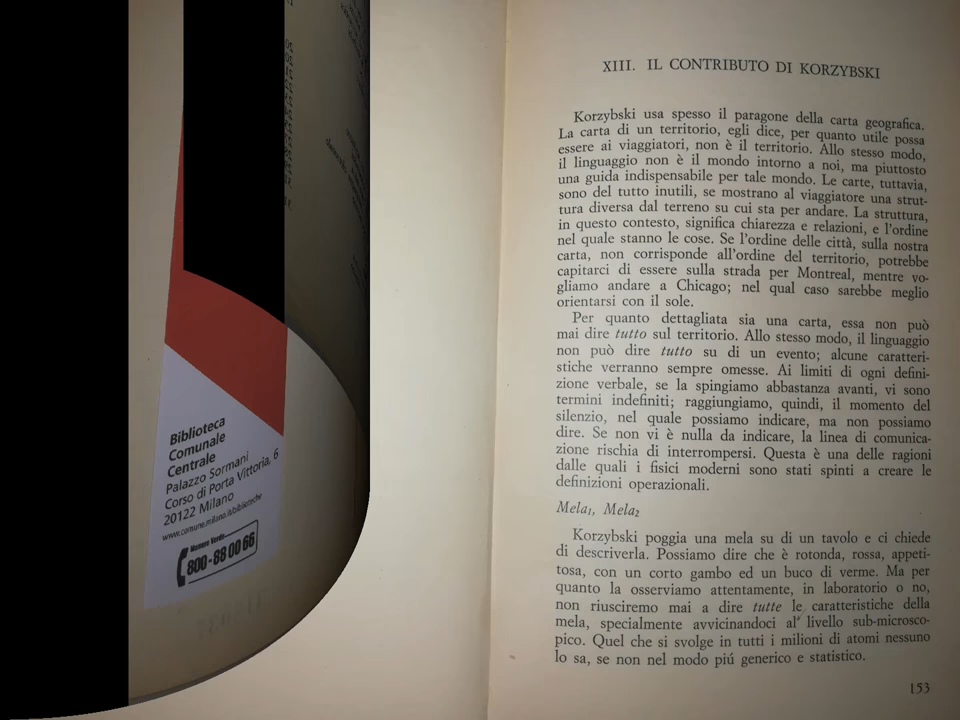 Biblioteca
Comunale
Centrale
Palazzo Sormani
Corso di Porta Vittoria, 6
20122 Milano
www.comune.milano.it/biblioteche
Numero Verde
800-88 00 66
XIII. IL CONTRIBUTO DI KORZYBSKI
Korzybski usa spesso il paragone della carta geografica.
La carta di un territorio, egli dice, per quanto utile possa
essere ai viaggiatori, non è il territorio. Allo stesso modo,
il linguaggio non è il mondo intorno a noi, ma piuttosto
una guida indispensabile per tale mondo. Le carte, tuttavia,
sono del tutto inutili, se mostrano al viaggiatore una strut-
tura diversa dal terreno su cui sta per andare. La struttura,
in questo contesto, significa chiarezza e relazioni, e l'ordine
nel quale stanno le cose. Se l'ordine delle città, sulla nostra
carta, non corrisponde all'ordine del territorio, potrebbe
capitarci di essere sulla strada per Montreal, mentre vo-
gliamo andare a Chicago; nel qual caso sarebbe meglio
orientarsi con il sole.
Per quanto dettagliata sia una carta, essa non può
mai dire tutto sul territorio. Allo stesso modo, il linguaggio
non può dire tutto su di un evento; alcune caratteri-
stiche verranno sempre omesse. Ai limiti di ogni defini-
zione verbale, se la spingiamo abbastanza avanti, vi sono
termini indefiniti; raggiungiamo, quindi, il momento del
silenzio, nel quale possiamo indicare, ma non possiamo
dire. Se non vi è nulla da indicare, la linea di comunica-
zione rischia di interrompersi. Questa è una delle ragioni
dalle quali i fisici moderni sono stati spinti a creare le
definizioni operazionali.
Mela₁, Mela₂
Korzybski poggia una mela su di un tavolo e ci chiede
di descriverla. Possiamo dire che è rotonda, rossa, appeti-
tosa, con un corto gambo ed un buco di verme. Ma per
quanto la osserviamo attentamente, in laboratorio o no,
non riusciremo mai a dire tutte le caratteristiche della
mela, specialmente avvicinandoci al livello sub-microsco-
pico. Quel che si svolge in tutti i milioni di atomi nessuno
lo sa, se non nel modo piú generico e statistico.
153